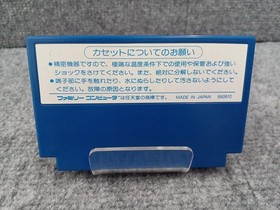 カセットについてのお願い
●精密機器ですので、極端な温度条件下での使用や保管および強い
ショックをさけてください。また、絶対に分解しないでください。
●端子部に手を触れたり、水にぬらしたりして汚さないようにして
ください。故障の原因となります。
ファミリーコンピュータは任天堂の商標です。 MADE IN JAPAN